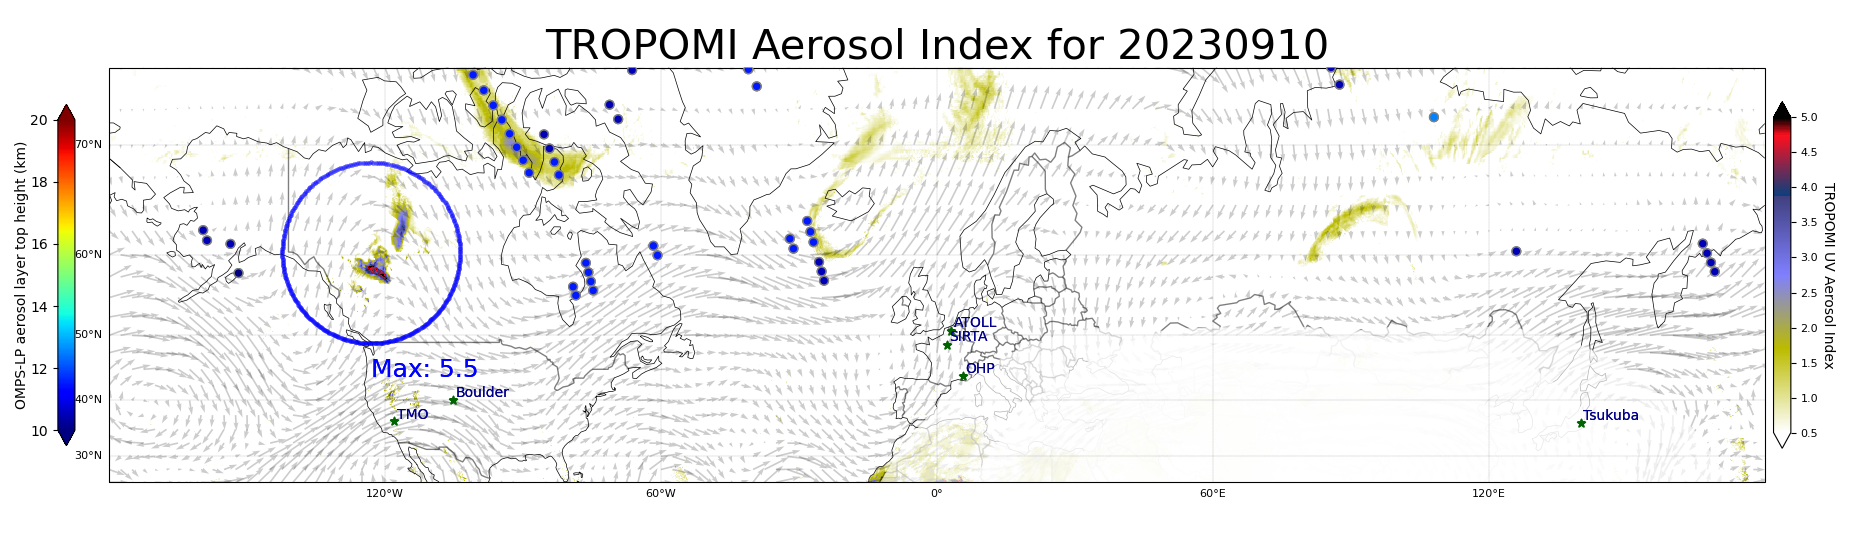 TROPOMI Aerosol Index for 20230910
OMPS-LP aerosol layer top height (km)
20
18
16
14
12
10
70°N
60°N
50°N
40°N
30°N
120°W
60°W
0°
60°E
120°E
Max: 5.5
Boulder
TMO
ATOLL
SIRTA
OHP
Tsukuba
5.0
4.5
4.0
3.5
3.0
2.5
2.0
1.5
1.0
0.5
TROPOMI UV Aerosol Index